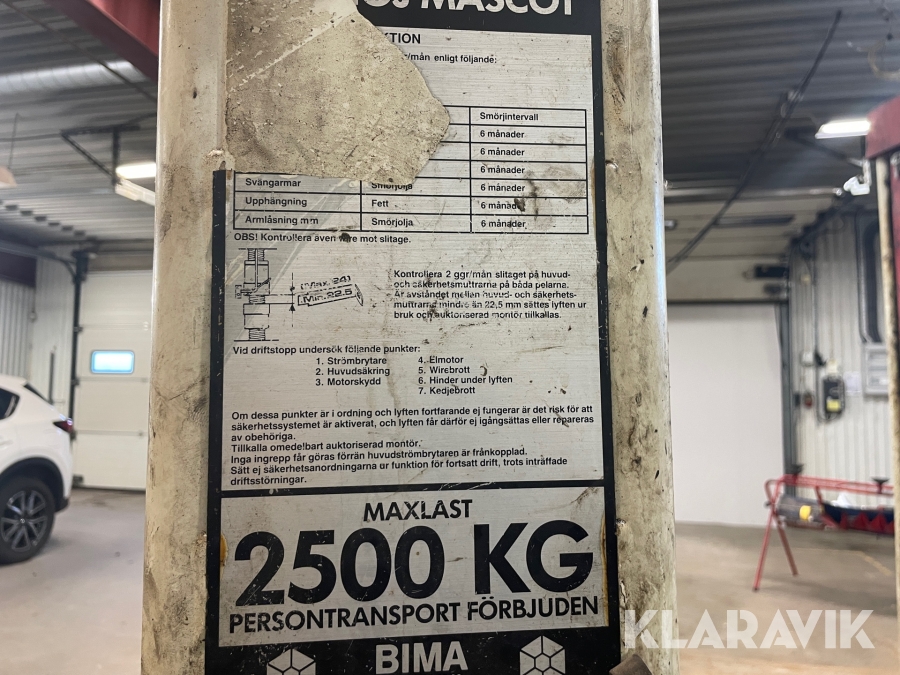 MASCOT
KTION
r/mån enligt följande:
Smörjintervall
6 månader
6 månader
6 månader
Svängarmar Smörjolja 6 månader
Upphängning Fett 6 månader
Armlåsning mm Smörjolja 6 månader
OBS! Kontrollera även wire mot slitage.
(Max. 24)
Min. 22.5
Kontrollera 2 ggr/mån slitaget på huvud-
och säkerhetsmuttrarna på båda pelarna.
Är avståndet mellan huvud- och säkerhets-
muttrarna mindre än 22,5 mm sättes lyften ur
bruk och auktoriserad montör tillkallas.
Vid driftstopp undersök följande punkter:
1. Strömbrytare
2. Huvudsäkring
3. Motorskydd
4. Elmotor
5. Wirebrott
6. Hinder under lyften
7. Kedjebrott
Om dessa punkter är i ordning och lyften fortfarande ej fungerar är det risk för att
säkerhetssystemet är aktiverat, och lyften får därför ej igångsättas eller repareras
av obehöriga.
Tillkalla omedelbart auktoriserad montör.
Inga ingrepp får göras förrän huvudströmbrytaren är frånkopplad.
Sätt ej säkerhetsanordningarna ur funktion för fortsatt drift, trots inträffade
driftsstörningar.
MAXLAST
2500 KG
PERSONTRANSPORT FÖRBJUDEN
BIMA
KLARAVIK